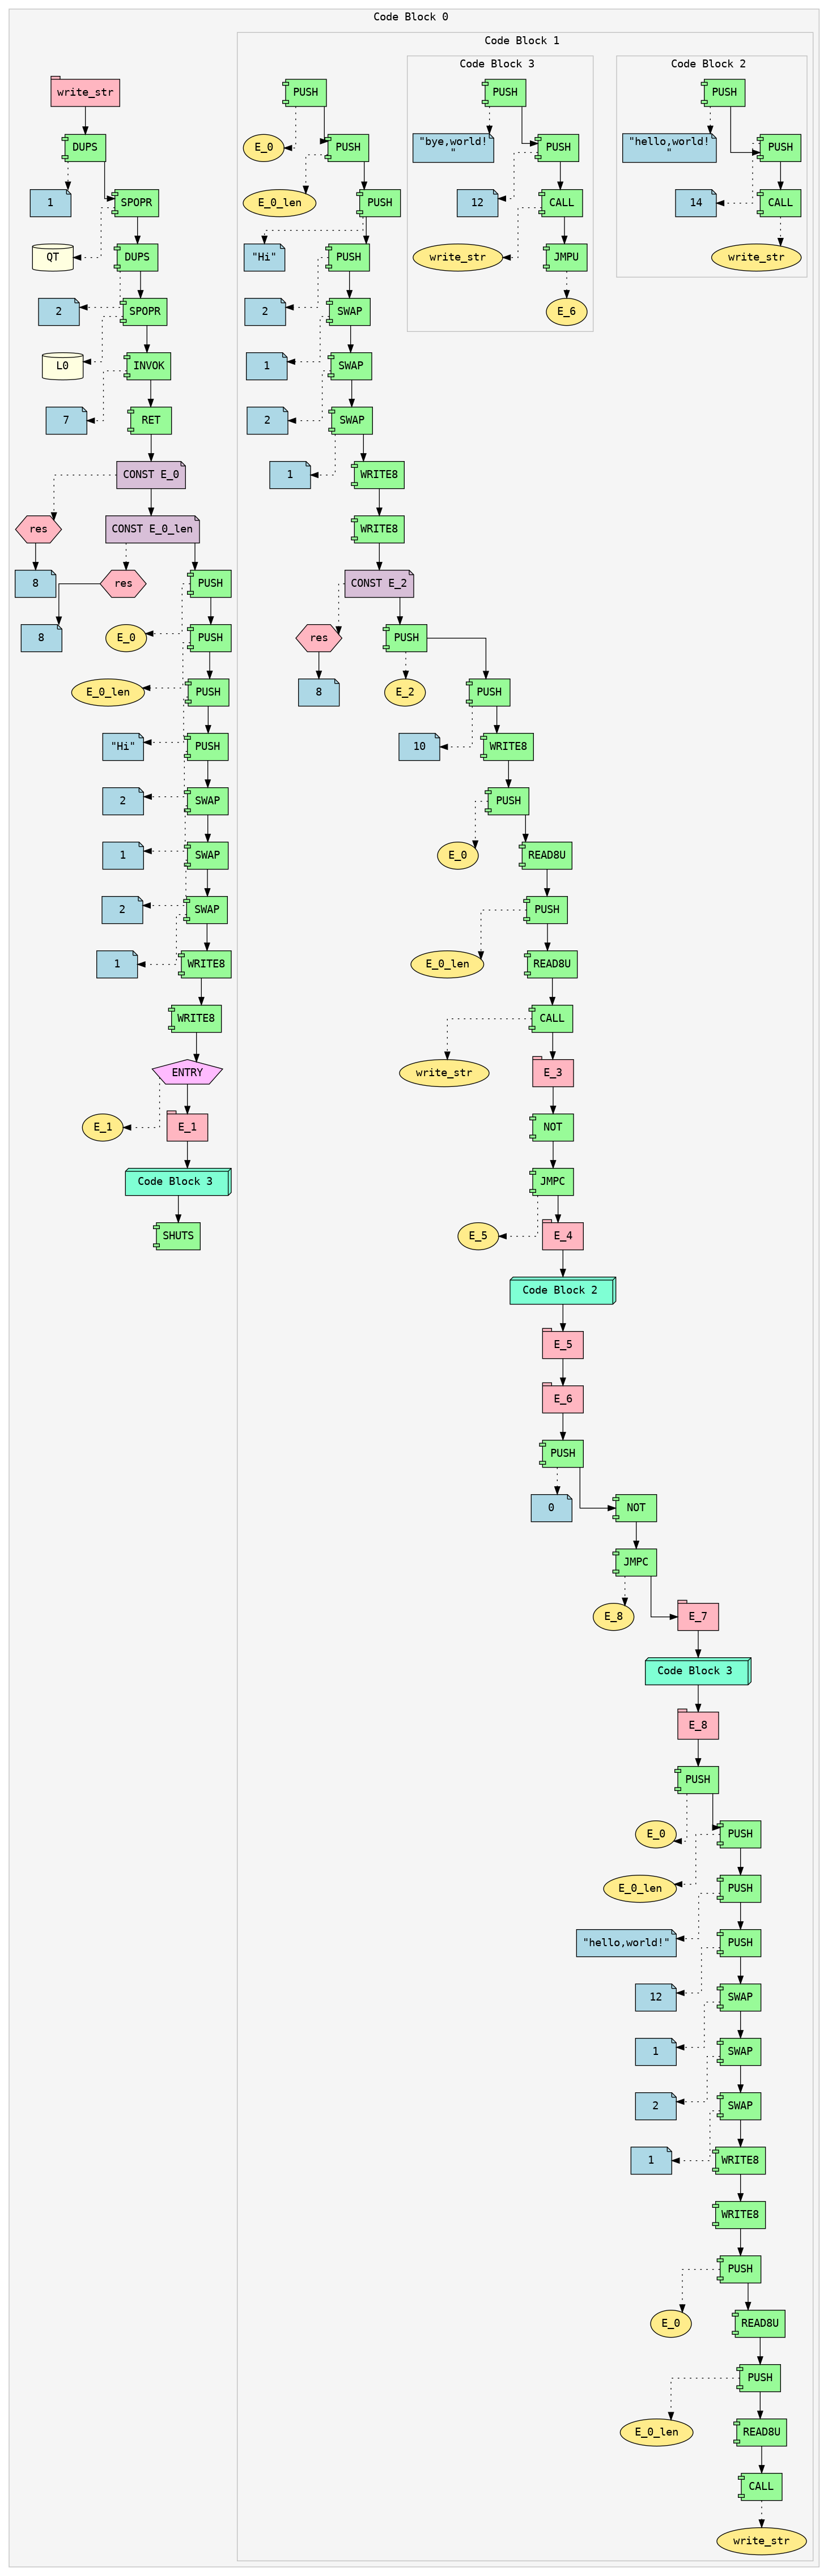 Code Block 0
write_str
DUPS
1
SPOPR
QT
DUPS
2
SPOPR
L0
INVOK
7
RET
CONST E_0
res
CONST E_0_len
8
res
PUSH
8
E_0
PUSH
E_0_len
PUSH
"Hi"
PUSH
2
SWAP
1
SWAP
2
SWAP
1
WRITE8
WRITE8
ENTRY
E_1
E_1
Code Block 3
SHUTS
Code Block 1
PUSH
E_0
PUSH
E_0_len
PUSH
"Hi"
PUSH
2
SWAP
1
SWAP
2
SWAP
1
WRITE8
WRITE8
CONST E_2
res
PUSH
8
E_2
PUSH
10
WRITE8
PUSH
E_0
READ8U
PUSH
E_0_len
READ8U
CALL
write_str
E_3
NOT
JMPC
E_5
E_4
Code Block 2
E_5
E_6
PUSH
0
NOT
JMPC
E_8
E_7
Code Block 3
E_8
PUSH
E_0
PUSH
E_0_len
PUSH
"hello,world!"
PUSH
12
SWAP
1
SWAP
2
SWAP
1
WRITE8
WRITE8
PUSH
E_0
READ8U
PUSH
E_0_len
READ8U
CALL
write_str
Code Block 3
PUSH
"bye,world!
"
PUSH
12
CALL
write_str
JMPU
E_6
Code Block 2
PUSH
"hello,world!
"
PUSH
14
CALL
write_str